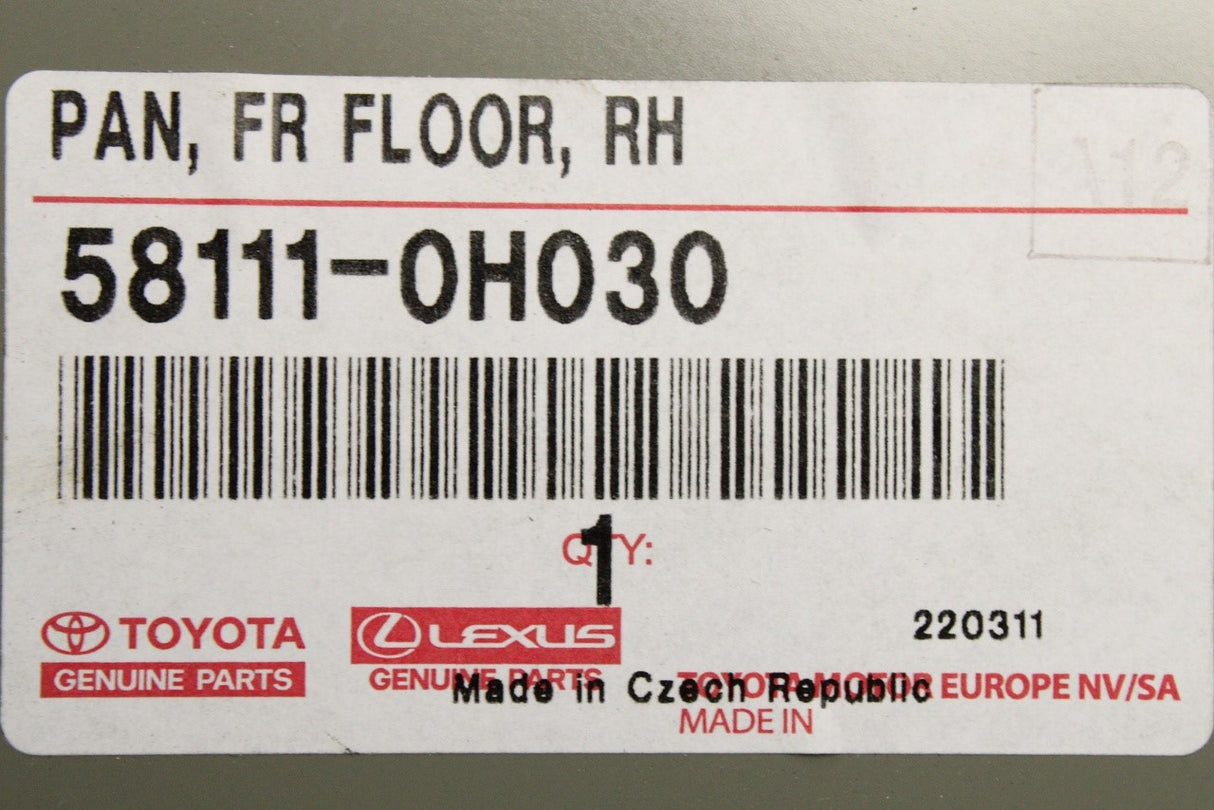 PAN, FR FLOOR, RH
58111-0H030
QTY:
1
220311
TOYOTA
GENUINE PARTS
LEXUS
GENUINE PARTS
Made in Czech Republic
TOYOTA MOTOR EUROPE NV/SA
MADE IN